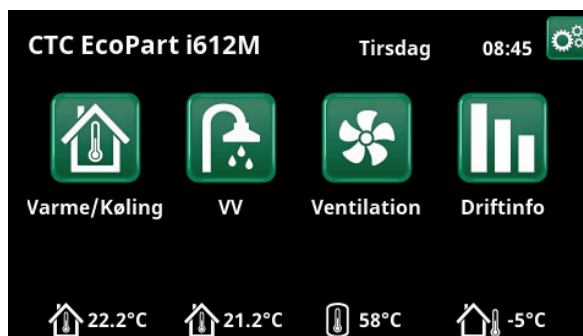 CTC EcoPart i612M Tirsdag 08:45
Varme/Køling VV Ventilation Driftinfo
22.2°C 21.2°C 58°C -5°C